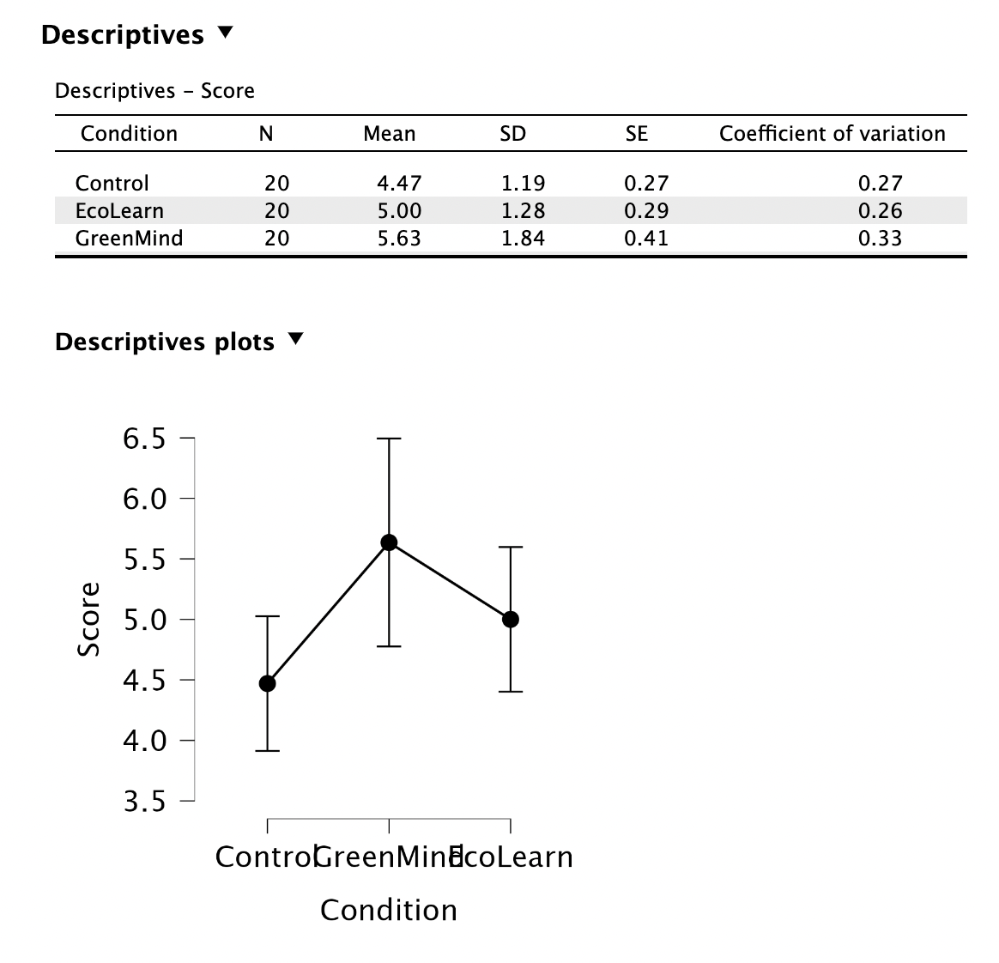 Descriptives ▼
Descriptives – Score
Condition N Mean SD SE Coefficient of variation
Control 20 4.47 1.19 0.27 0.27
EcoLearn 20 5.00 1.28 0.29 0.26
GreenMind 20 5.63 1.84 0.41 0.33
Descriptives plots ▼
6.5
6.0
5.5
5.0
4.5
4.0
3.5
Score
Control GreenMind EcoLearn
Condition